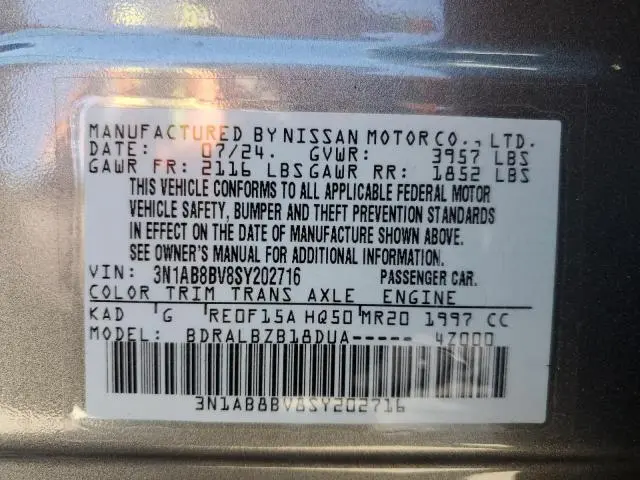 MANUFACTURED BY NISSAN MOTOR CO., LTD.
DATE: 07/24. GVWR: 3957 LBS
GAWR FR: 2116 LBS GAWR RR: 1852 LBS
THIS VEHICLE CONFORMS TO ALL APPLICABLE FEDERAL MOTOR
VEHICLE SAFETY, BUMPER AND THEFT PREVENTION STANDARDS
IN EFFECT ON THE DATE OF MANUFACTURE SHOWN ABOVE.
SEE OWNER'S MANUAL FOR ADDITIONAL INFORMATION.
VIN: 3N1AB8BV8SY202716 PASSENGER CAR.
COLOR TRIM TRANS AXLE ENGINE
KAD G RE0F15A HQ50 MR20 1997 CC
MODEL: BDRALBZB18DUA----- 4Z000
3N1AB8BV8SY202716